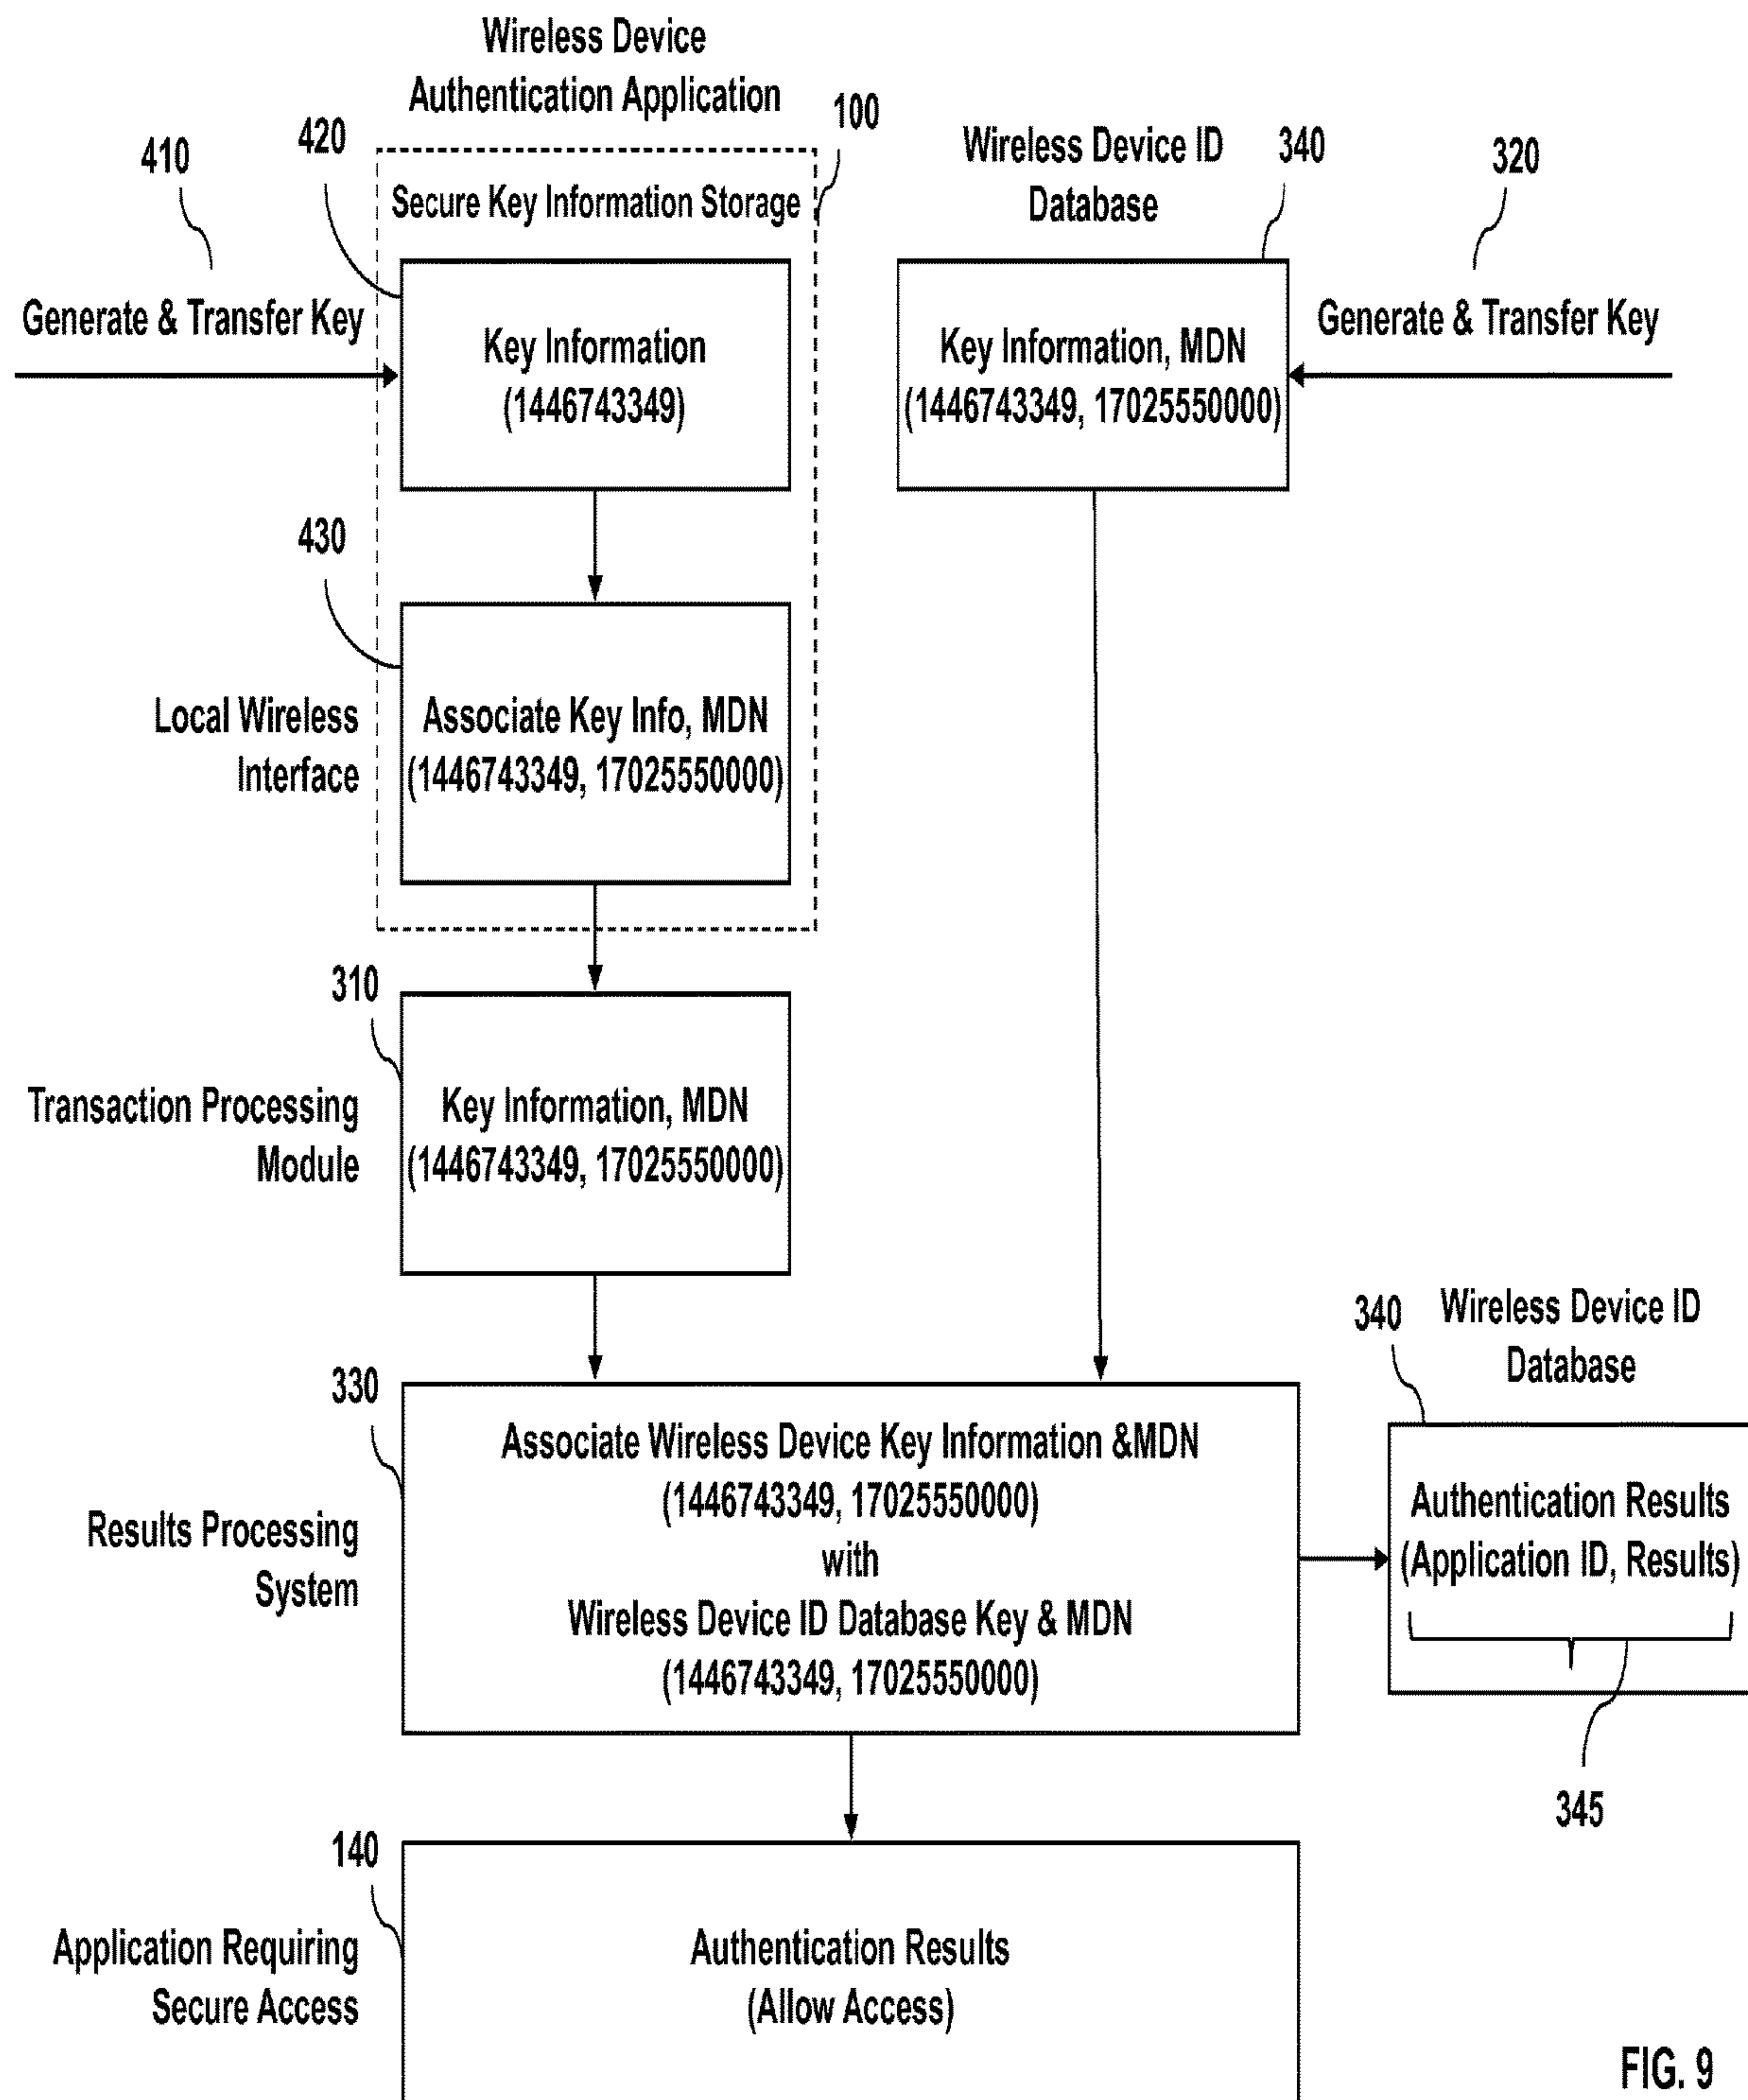 Wireless Device
Authentication Application
100
420
410
Wireless Device ID
Database
340
320
Secure Key Information Storage
Generate & Transfer Key
Key Information
(1446743349)
Key Information, MDN
(1446743349, 17025550000)
Generate & Transfer Key
430
Local Wireless
Interface
Associate Key Info, MDN
(1446743349, 17025550000)
310
Transaction Processing
Module
Key Information, MDN
(1446743349, 17025550000)
330
Results Processing
System
Associate Wireless Device Key Information &MDN
(1446743349, 17025550000)
with
Wireless Device ID Database Key & MDN
(1446743349, 17025550000)
340
Wireless Device ID
Database
Authentication Results
(Application ID, Results)
345
140
Application Requiring
Secure Access
Authentication Results
(Allow Access)
FIG. 9